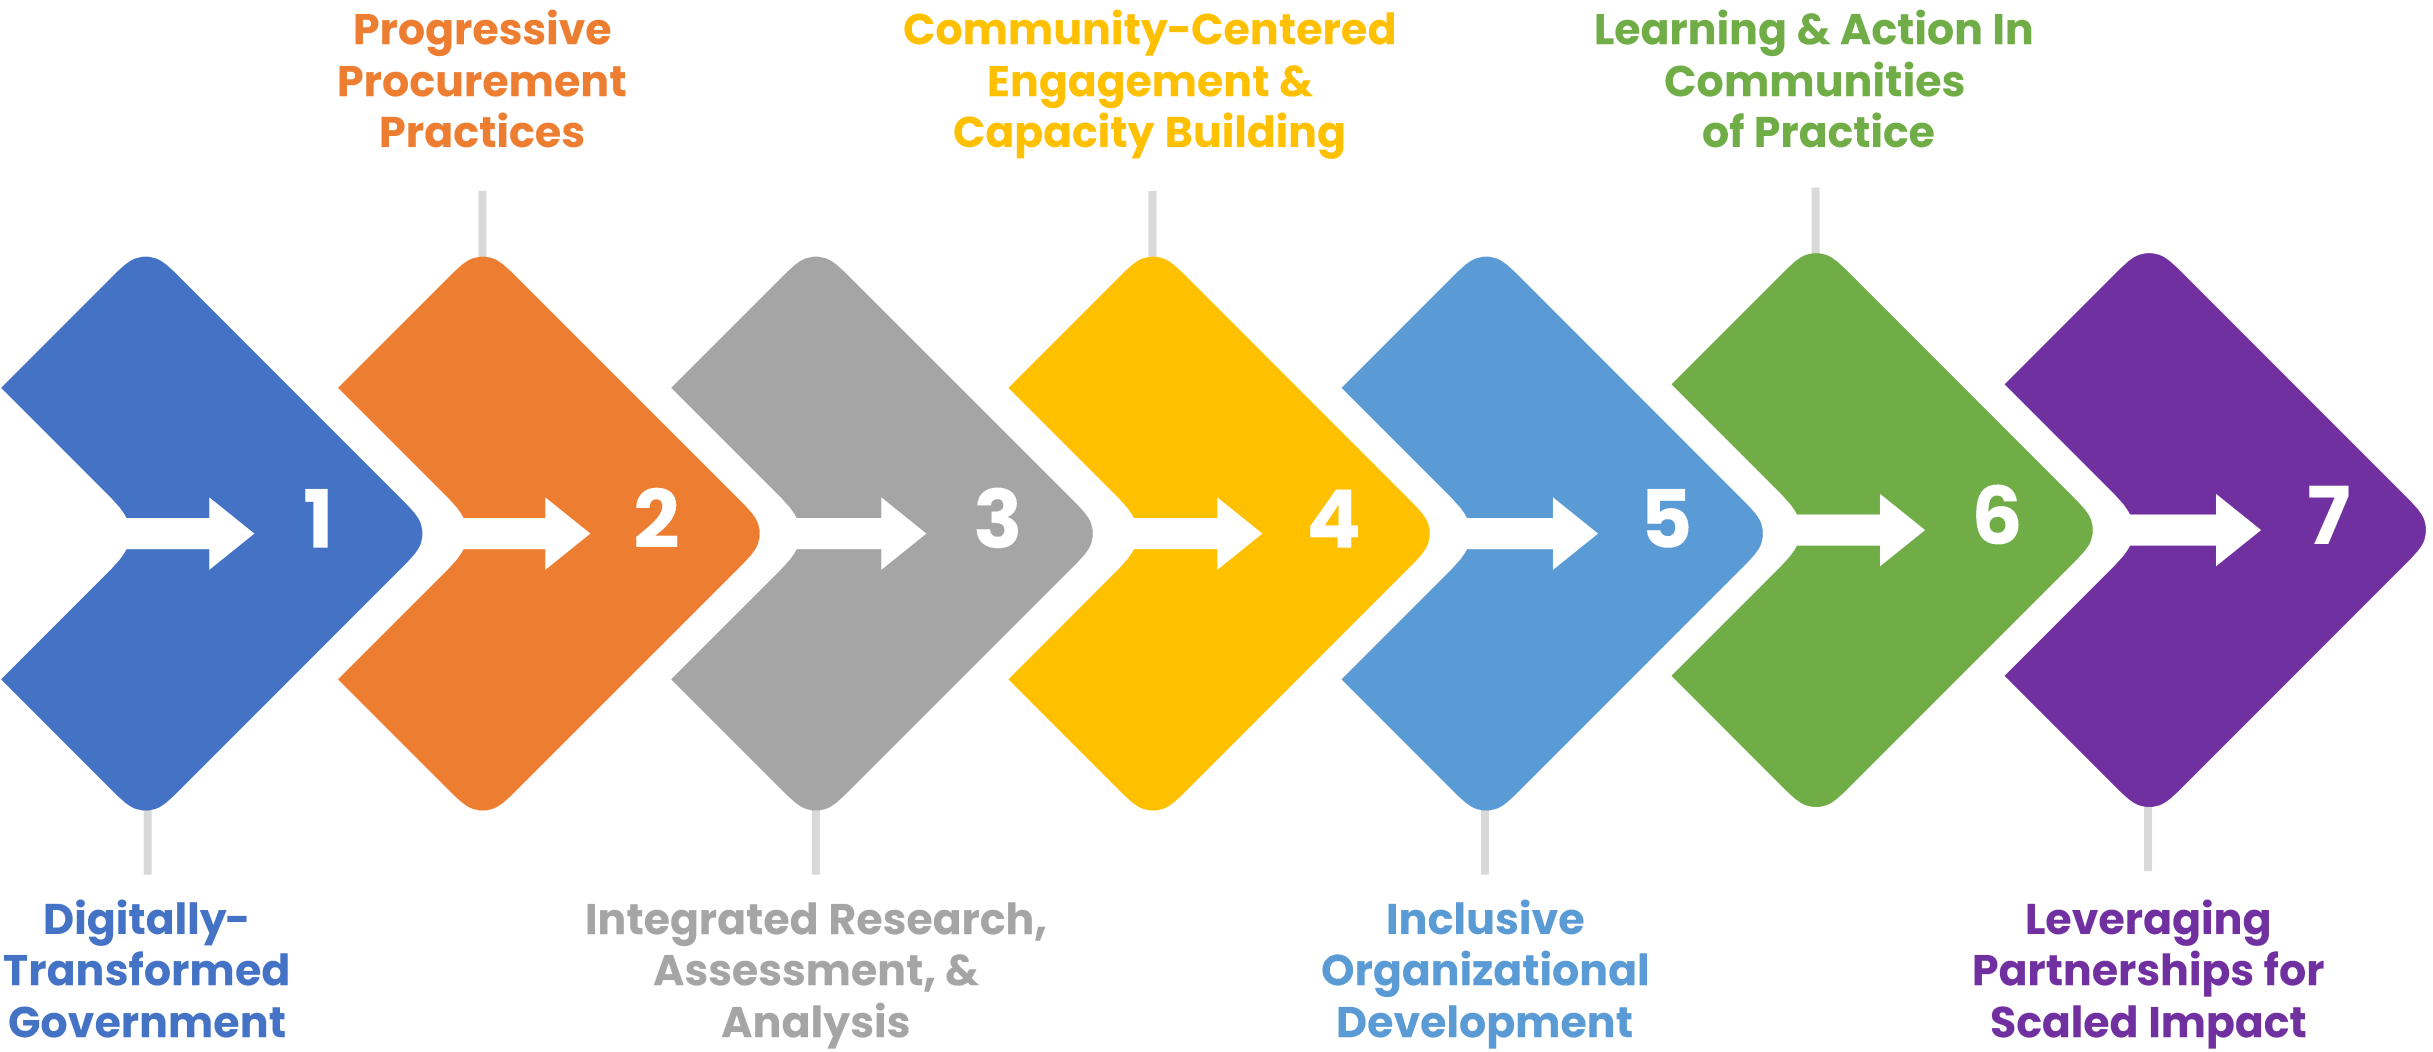 Progressive
Procurement
Practices
Community-Centered
Engagement &
Capacity Building
Learning & Action In
Communities
of Practice
1
2
3
4
5
6
7
Digitally-
Transformed
Government
Integrated Research,
Assessment, &
Analysis
Inclusive
Organizational
Development
Leveraging
Partnerships for
Scaled Impact